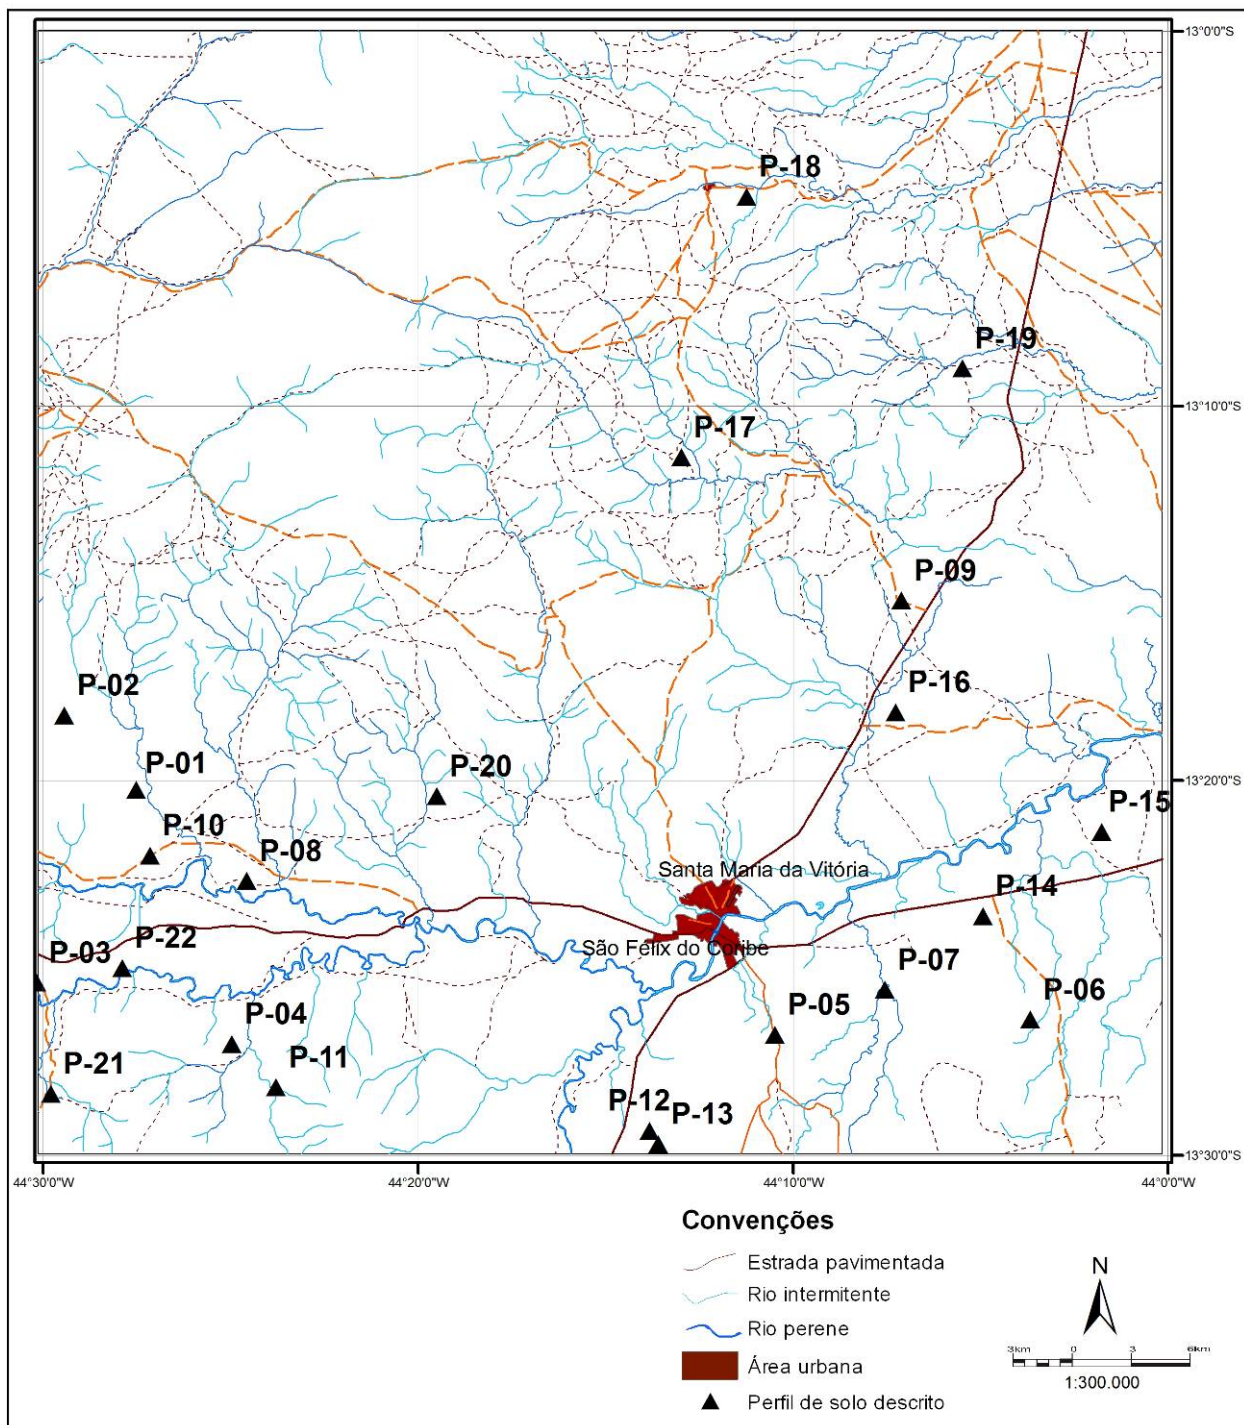 13°0'0"S
P-18
P-19
13°10'0"S
P-17
P-09
P-16
P-02
P-01
P-20
13°20'0"S
P-15
P-10
P-08
Santa Maria da Vitória
P-14
São Félix do Coribe
P-03
P-22
P-07
P-04
P-05
P-06
P-21
P-11
P-12
P-13
13°30'0"S
44°30'0"W
44°20'0"W
44°10'0"W
44°0'0"W
Convenções
Estrada pavimentada
Rio intermitente
Rio perene
Área urbana
Perfil de solo descrito
N
3km 0 3 6km
1:300.000